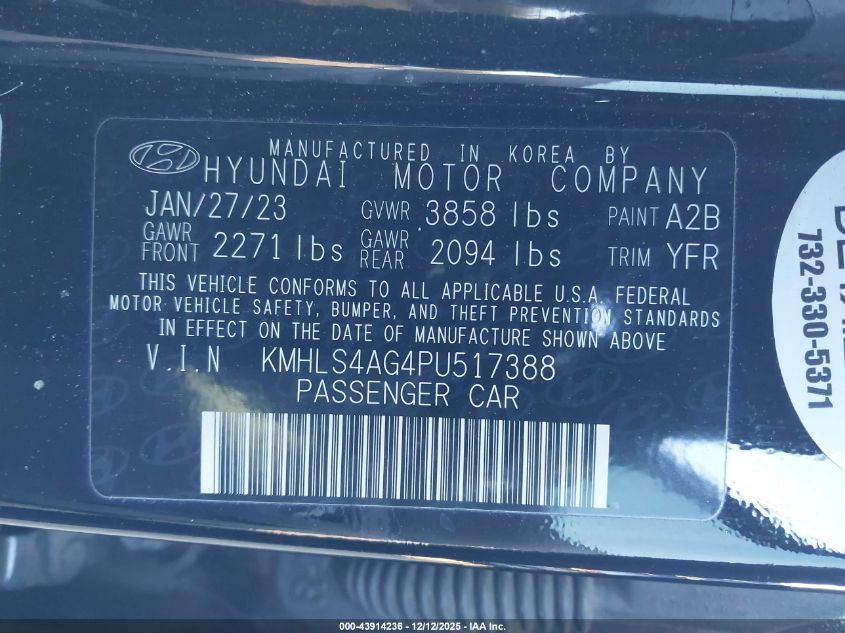 MANUFACTURED IN KOREA BY
HYUNDAI MOTOR COMPANY
JAN/27/23 GVWR 3858 lbs PAINT A2B
GAWR FRONT 2271 lbs GAWR REAR 2094 lbs TRIM YFR
THIS VEHICLE CONFORMS TO ALL APPLICABLE U.S.A. FEDERAL
MOTOR VEHICLE SAFETY, BUMPER, AND THEFT PREVENTION STANDARDS
IN EFFECT ON THE DATE OF MANUFACTURE SHOWN ABOVE
V.I.N KMHLS4AG4PU517388
PASSENGER CAR
732-330-5371
000-43914236 - 12/12/2025 - IAA Inc.